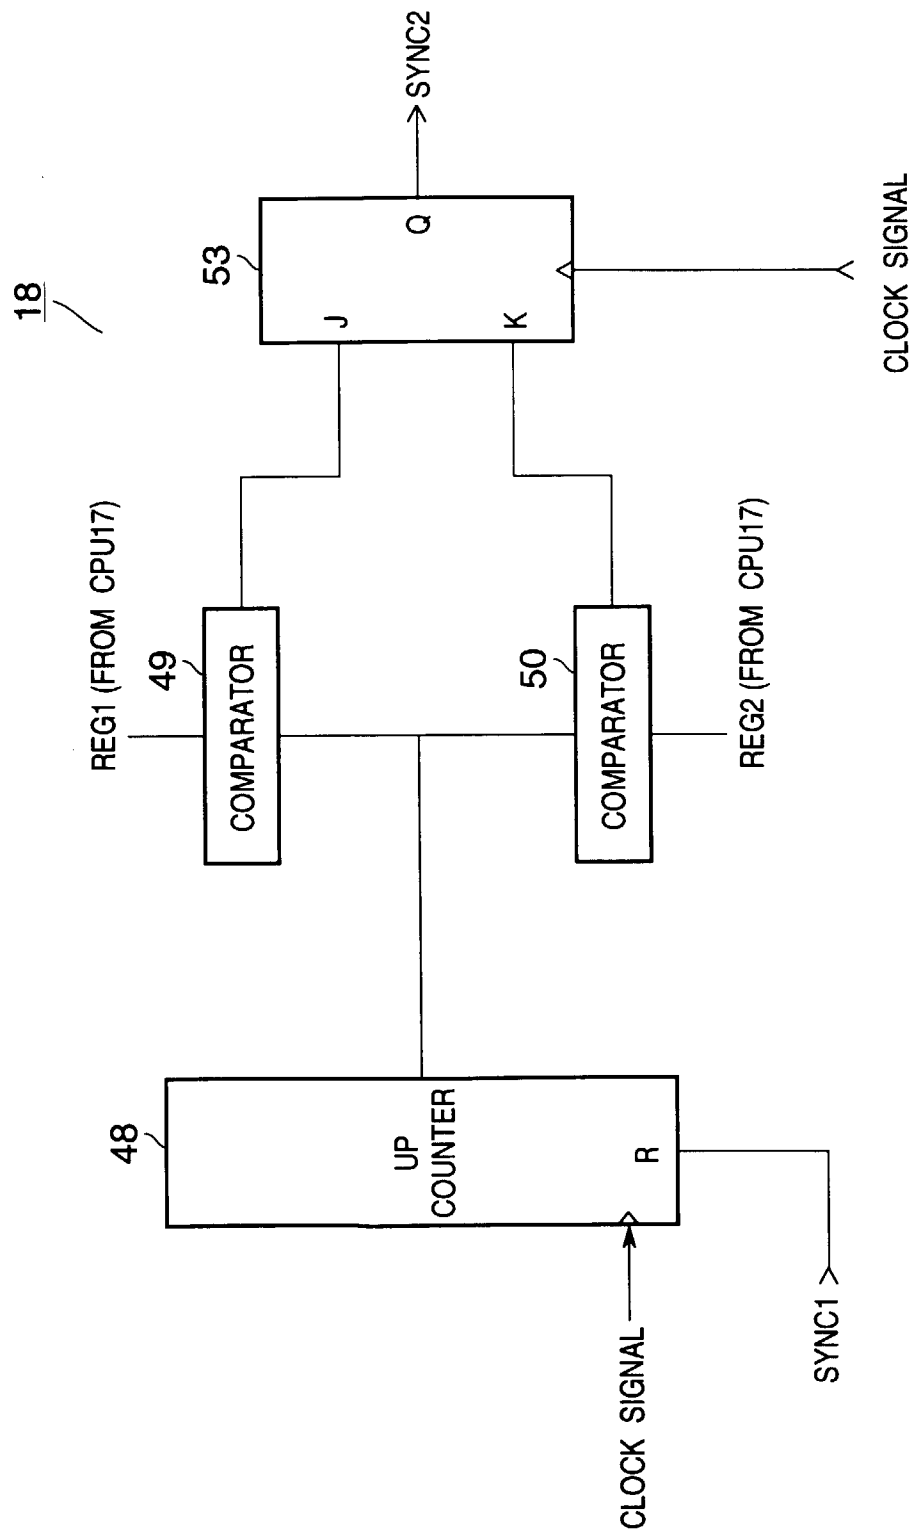 18
53
J
K
Q
SYNC2
CLOCK SIGNAL
REG1 (FROM CPU17)
49
COMPARATOR
50
COMPARATOR
REG2 (FROM CPU17)
48
UP
COUNTER
R
CLOCK SIGNAL
SYNC1